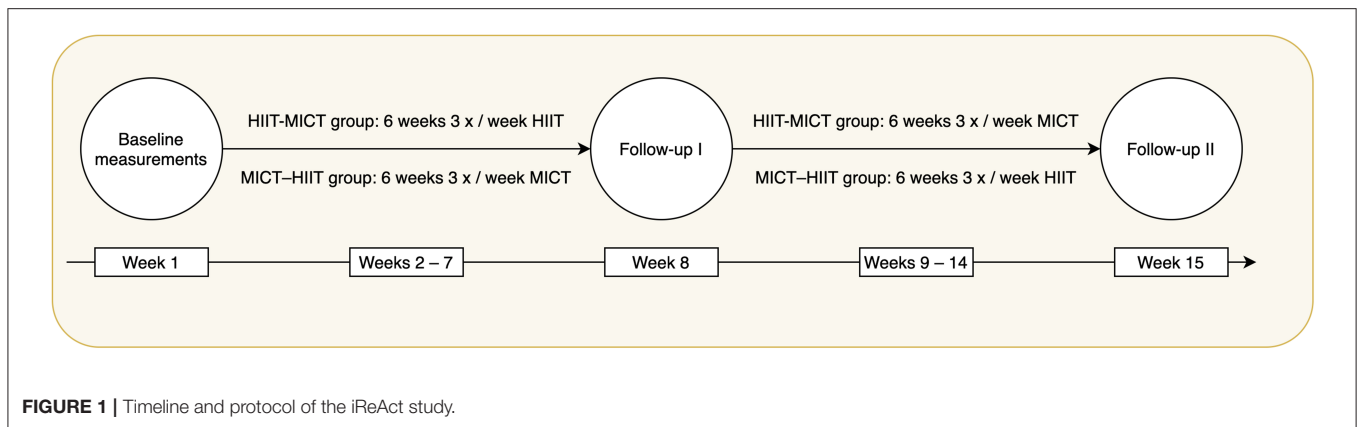 Baseline
measurements
HIIT-MICT group: 6 weeks 3 x / week HIIT
MICT–HIIT group: 6 weeks 3 x / week MICT
Follow-up I
HIIT-MICT group: 6 weeks 3 x / week MICT
MICT–HIIT group: 6 weeks 3 x / week HIIT
Follow-up II
Week 1
Weeks 2 – 7
Week 8
Weeks 9 – 14
Week 15
FIGURE 1 | Timeline and protocol of the iReAct study.